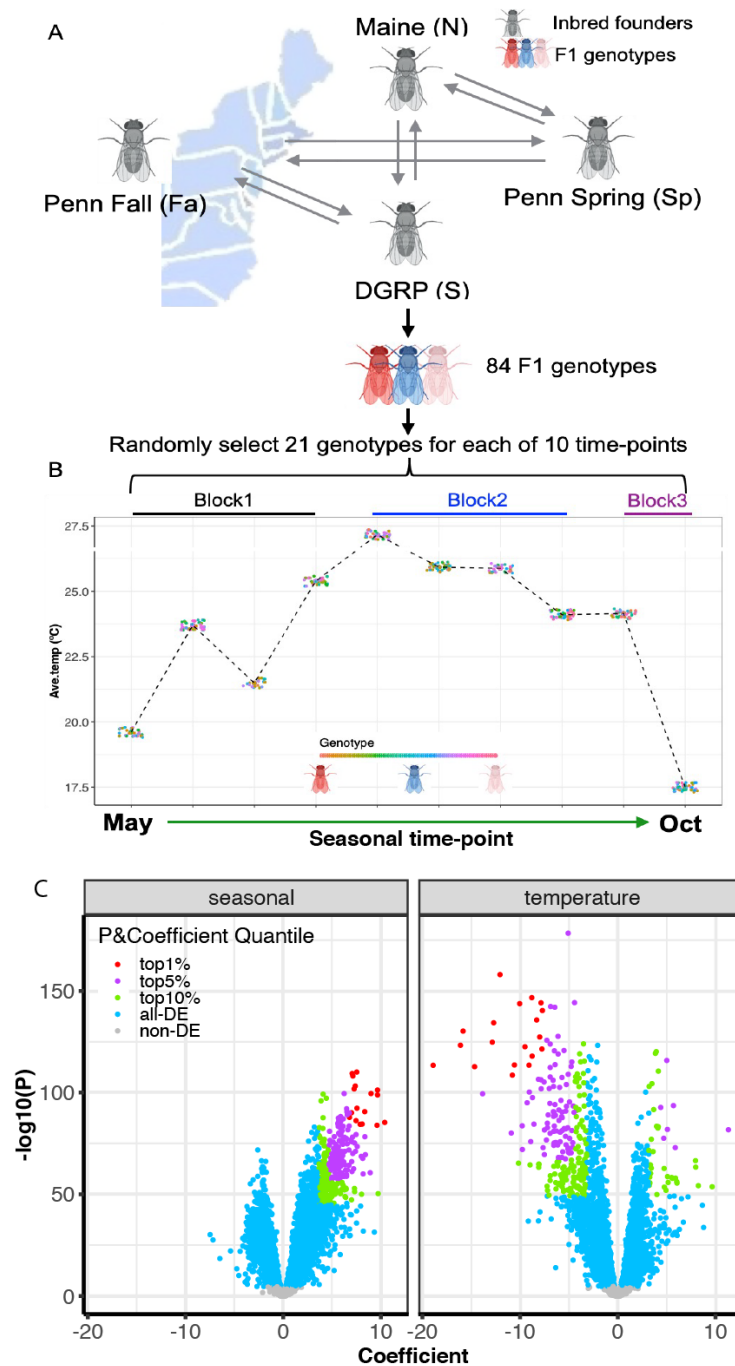 A
Maine (N)
Inbred founders
F1 genotypes
Penn Fall (Fa)
Penn Spring (Sp)
DGRP (S)
84 F1 genotypes
Randomly select 21 genotypes for each of 10 time-points
B
Block1
Block2
Block3
27.5
25.0
22.5
20.0
17.5
Ave.temp (°C)
Genotype
May
Seasonal time-point
Oct
C
seasonal
temperature
P&Coefficient Quantile
top1%
top5%
top10%
all-DE
non-DE
150
100
50
0
-log10(P)
-20
-10
0
10
-20
-10
0
10
Coefficient